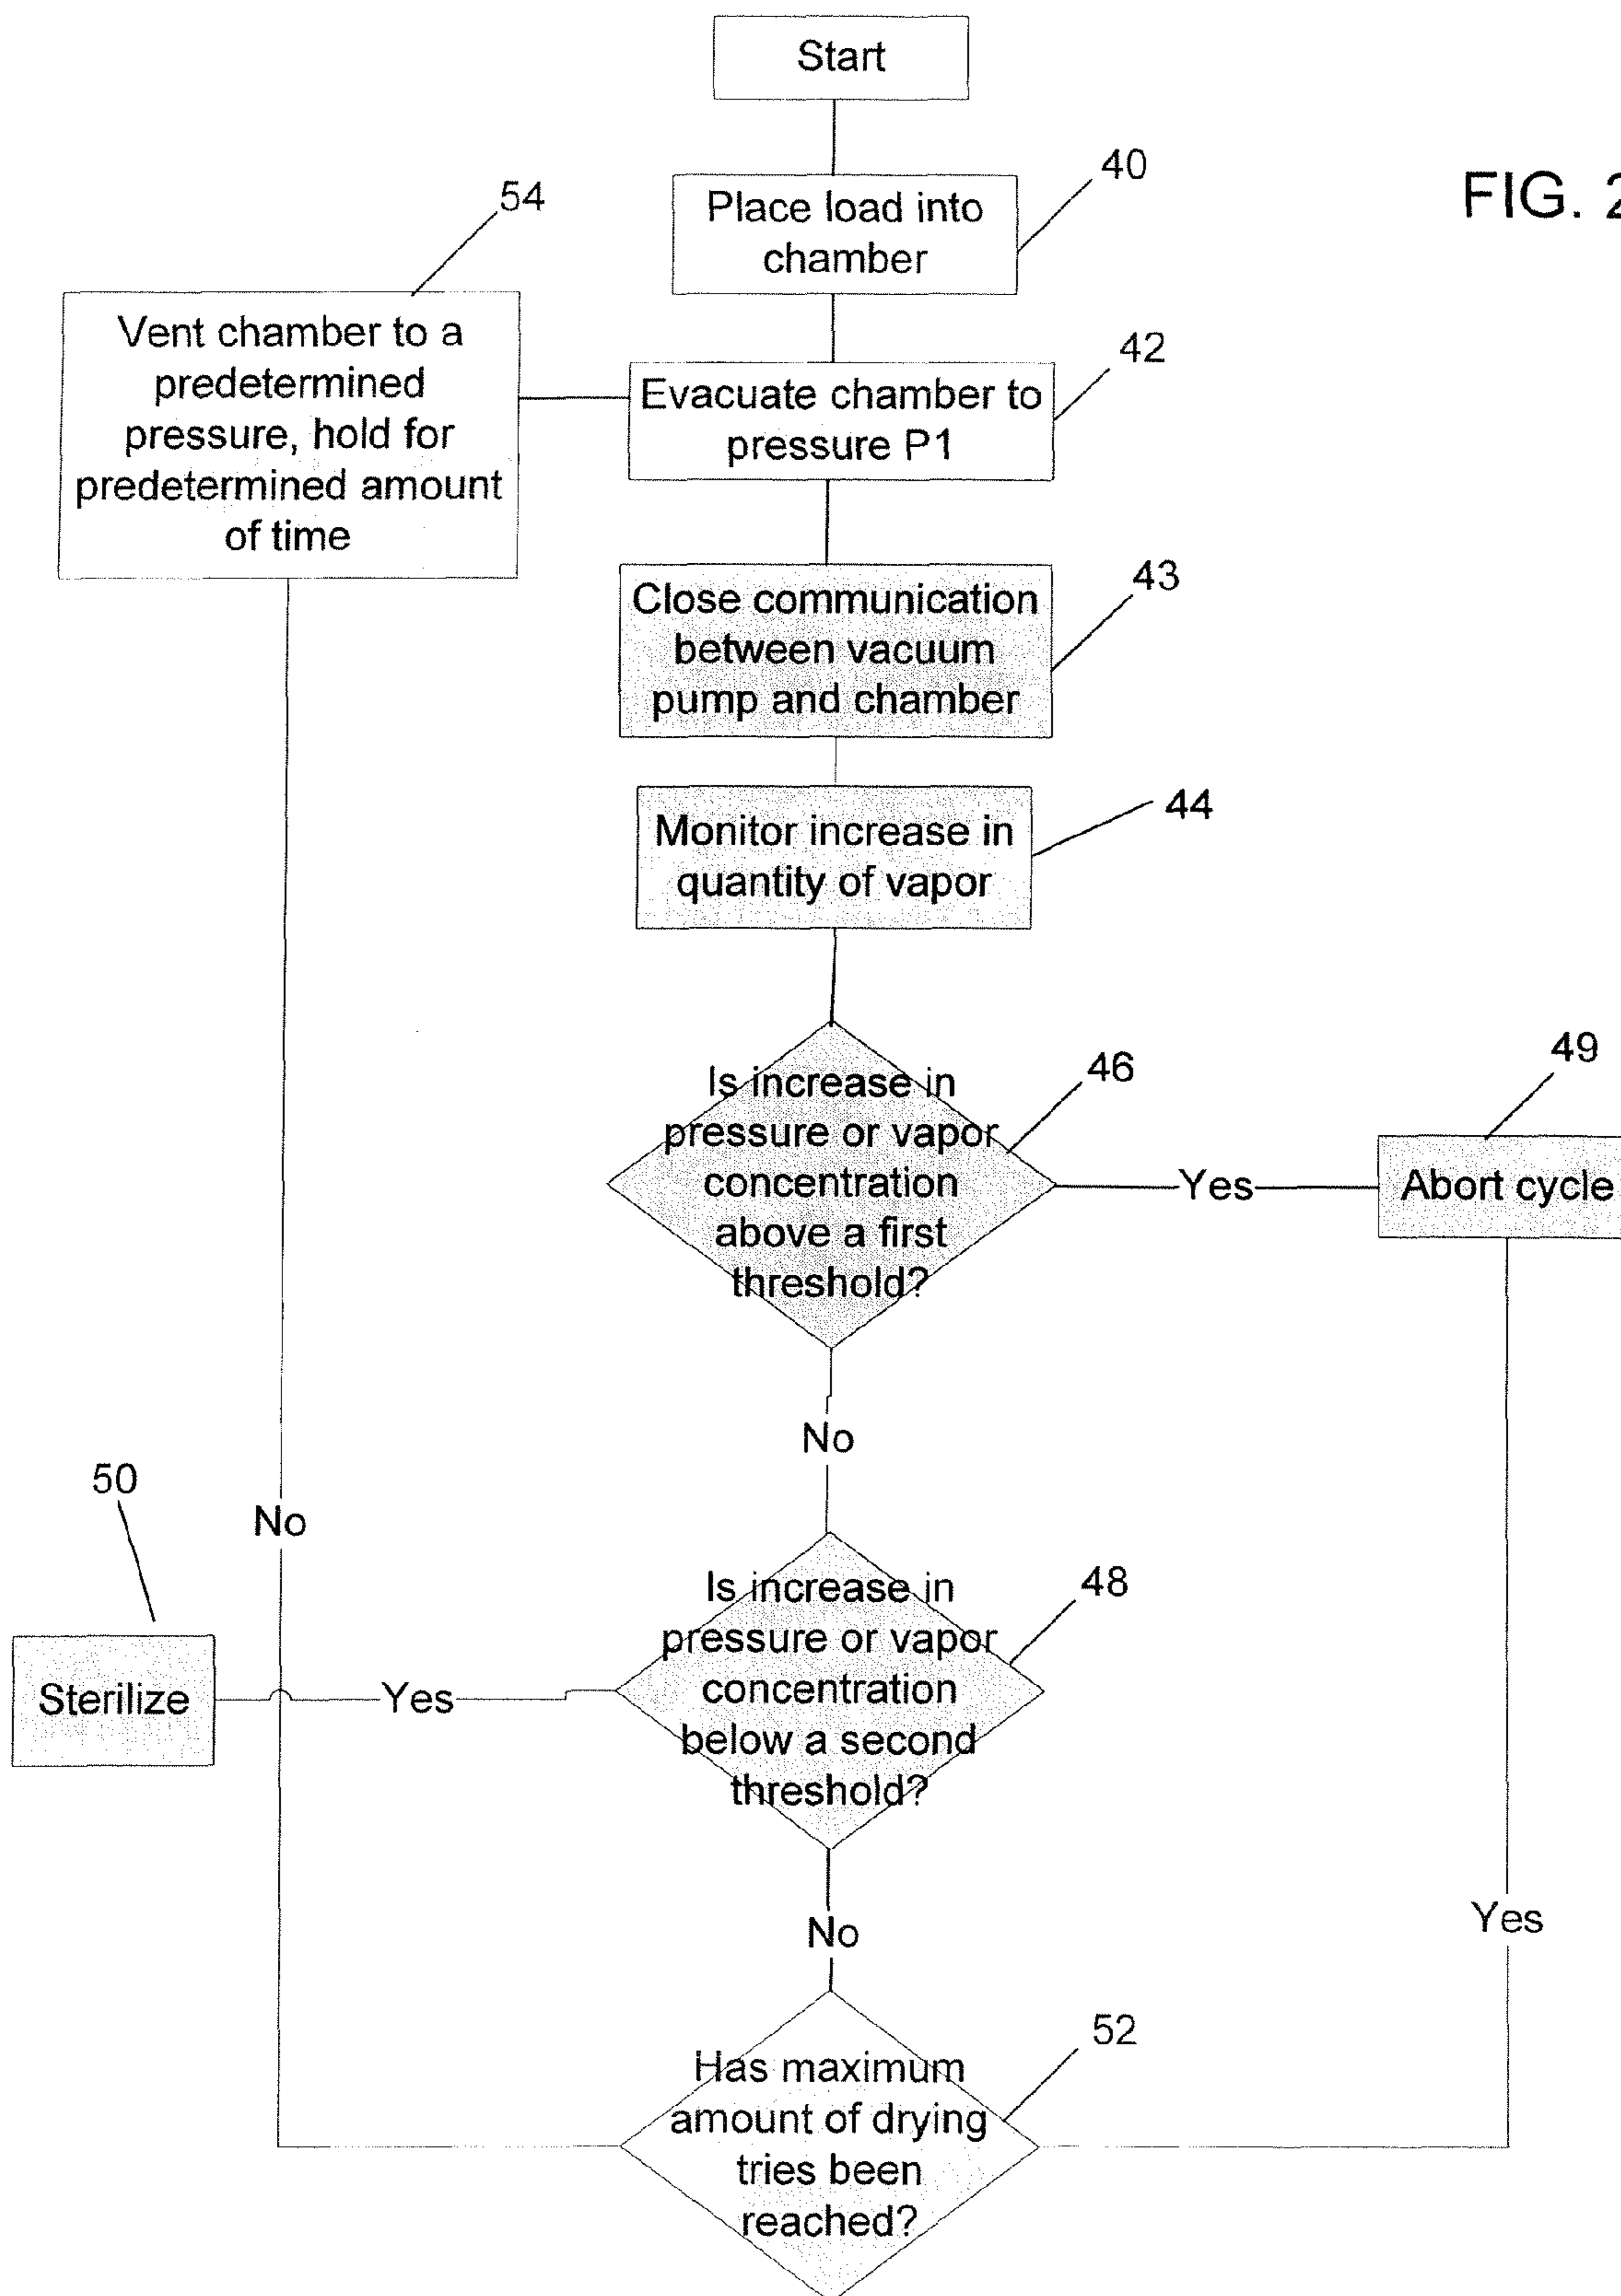 Start
40
FIG. 2
Place load into
chamber
54
Vent chamber to a
predetermined
pressure, hold for
predetermined amount
of time
42
Evacuate chamber to
pressure P1
43
Close communication
between vacuum
pump and chamber
44
Monitor increase in
quantity of vapor
46
Is increase in
pressure or vapor
concentration
above a first
threshold?
Yes
49
Abort cycle
No
No
50
Sterilize
Yes
48
Is increase in
pressure or vapor
concentration
below a second
threshold?
No
Yes
52
Has maximum
amount of drying
tries been
reached?